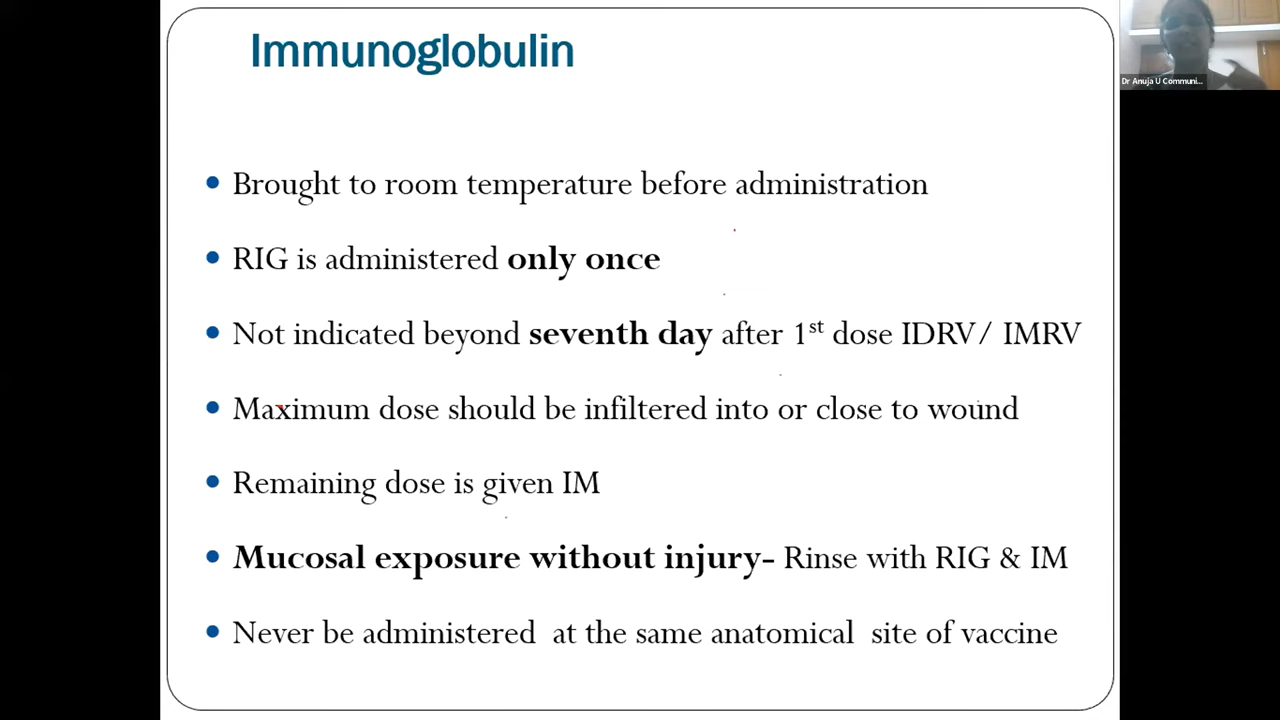 Immunoglobulin
Dr Anuja U Communi...
• Brought to room temperature before administration
• RIG is administered only once
• Not indicated beyond seventh day after 1st dose IDRV/ IMRV
• Maximum dose should be infiltered into or close to wound
• Remaining dose is given IM
• Mucosal exposure without injury- Rinse with RIG & IM
• Never be administered at the same anatomical site of vaccine